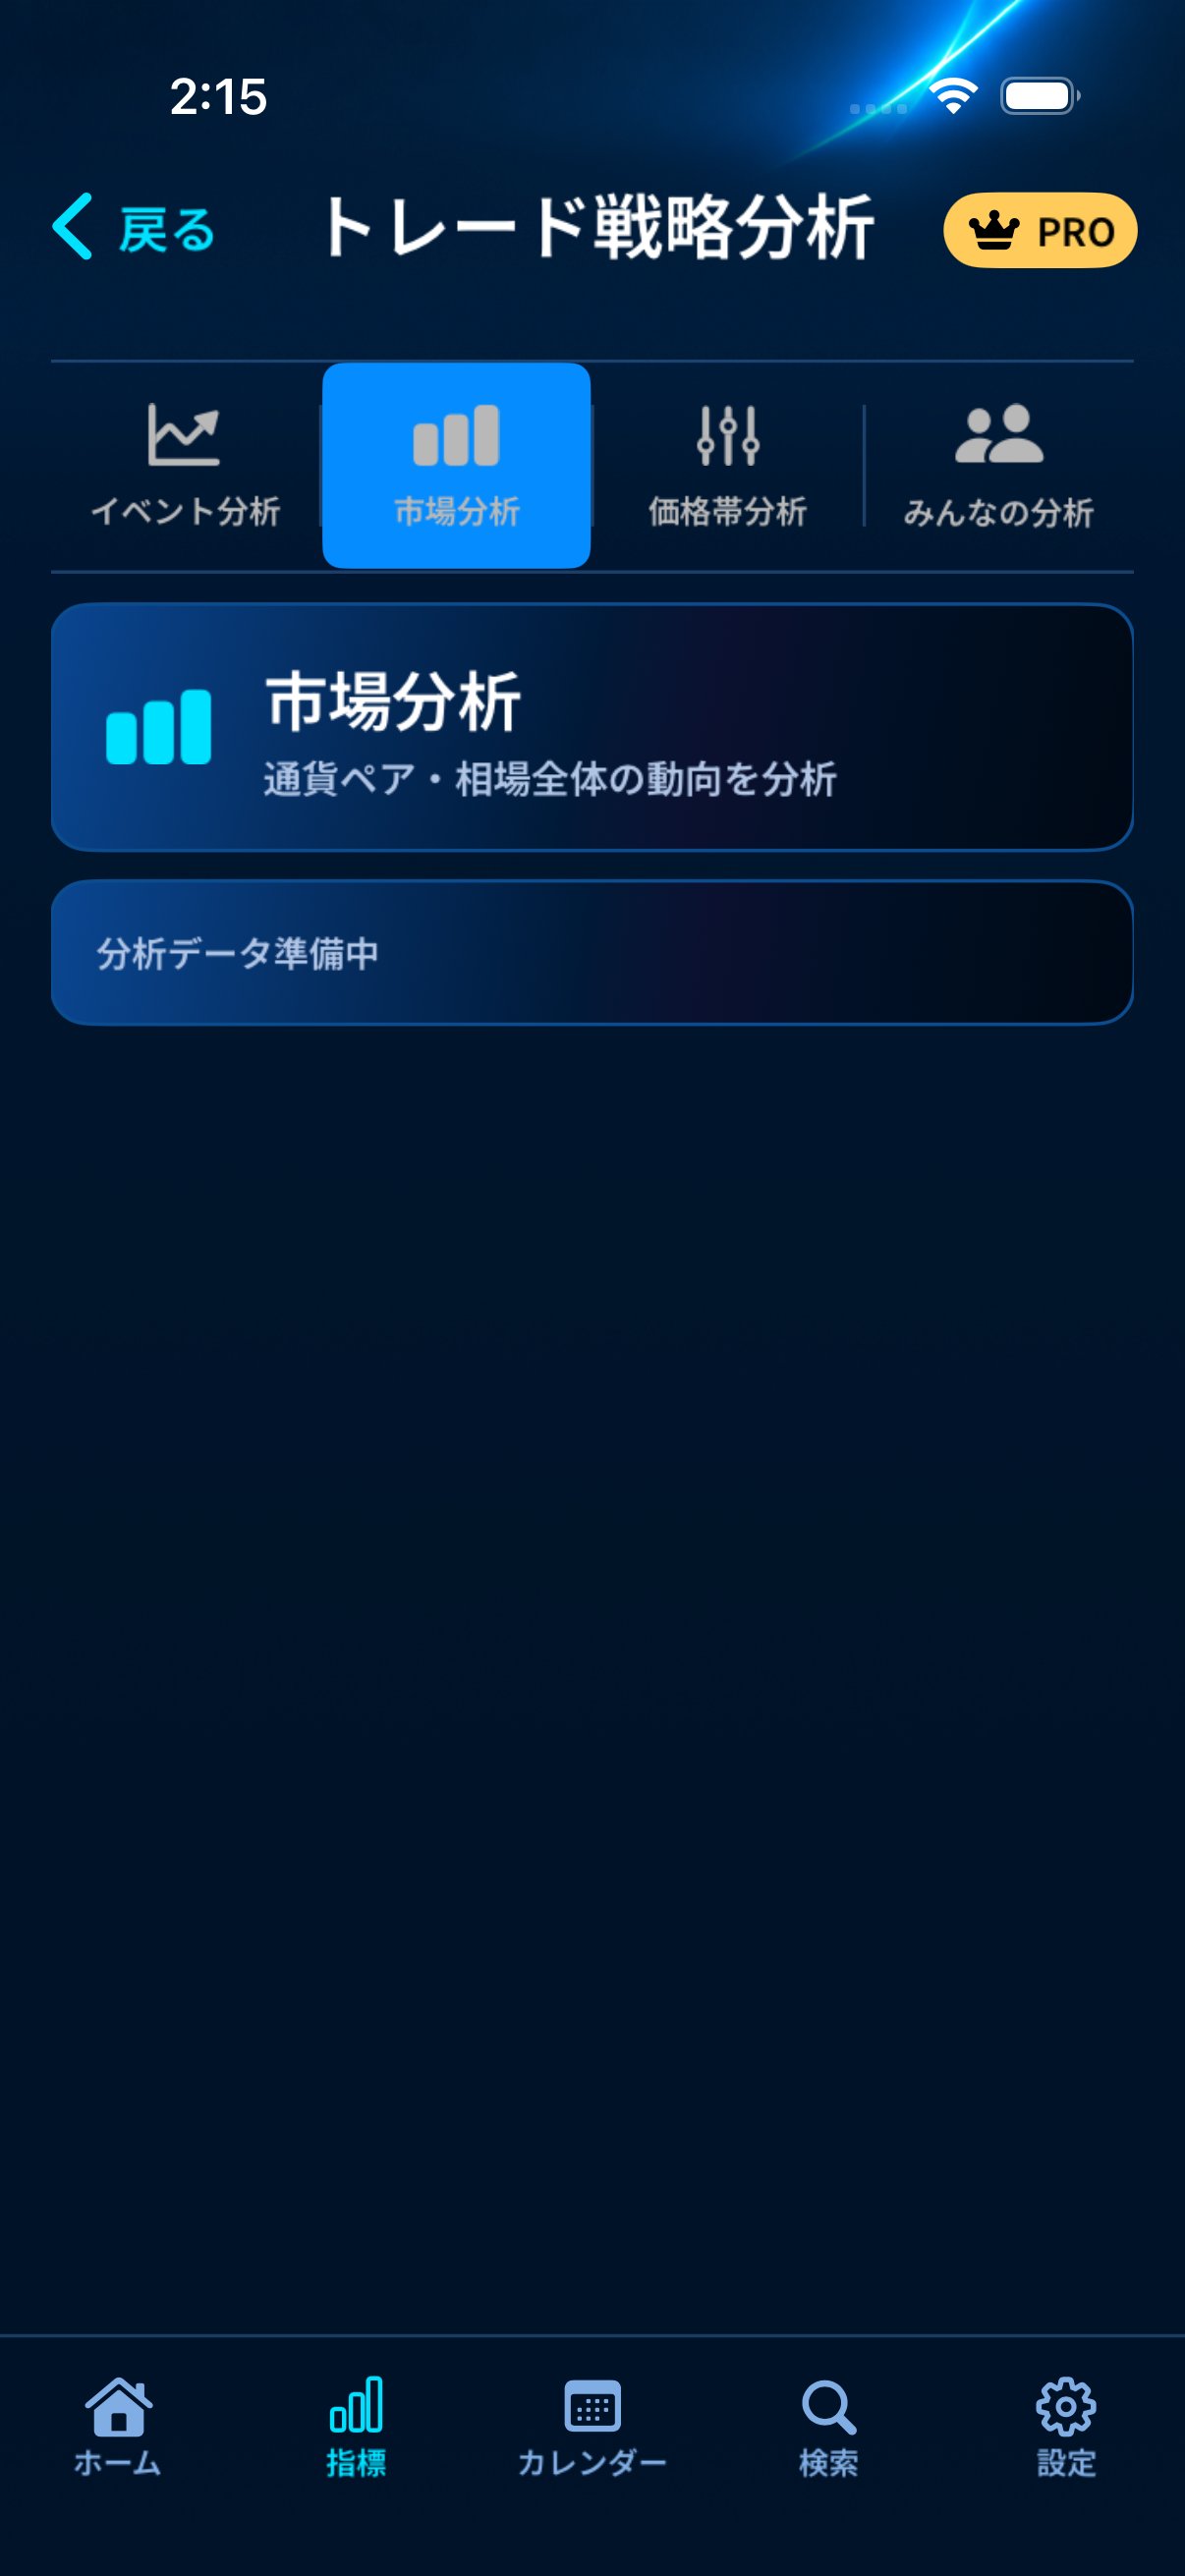 2:15
戻る
トレード戦略分析
PRO
イベント分析
市場分析
価格帯分析
みんなの分析
市場分析
通貨ペア・相場全体の動向を分析
分析データ準備中
ホーム
指標
カレンダー
検索
設定